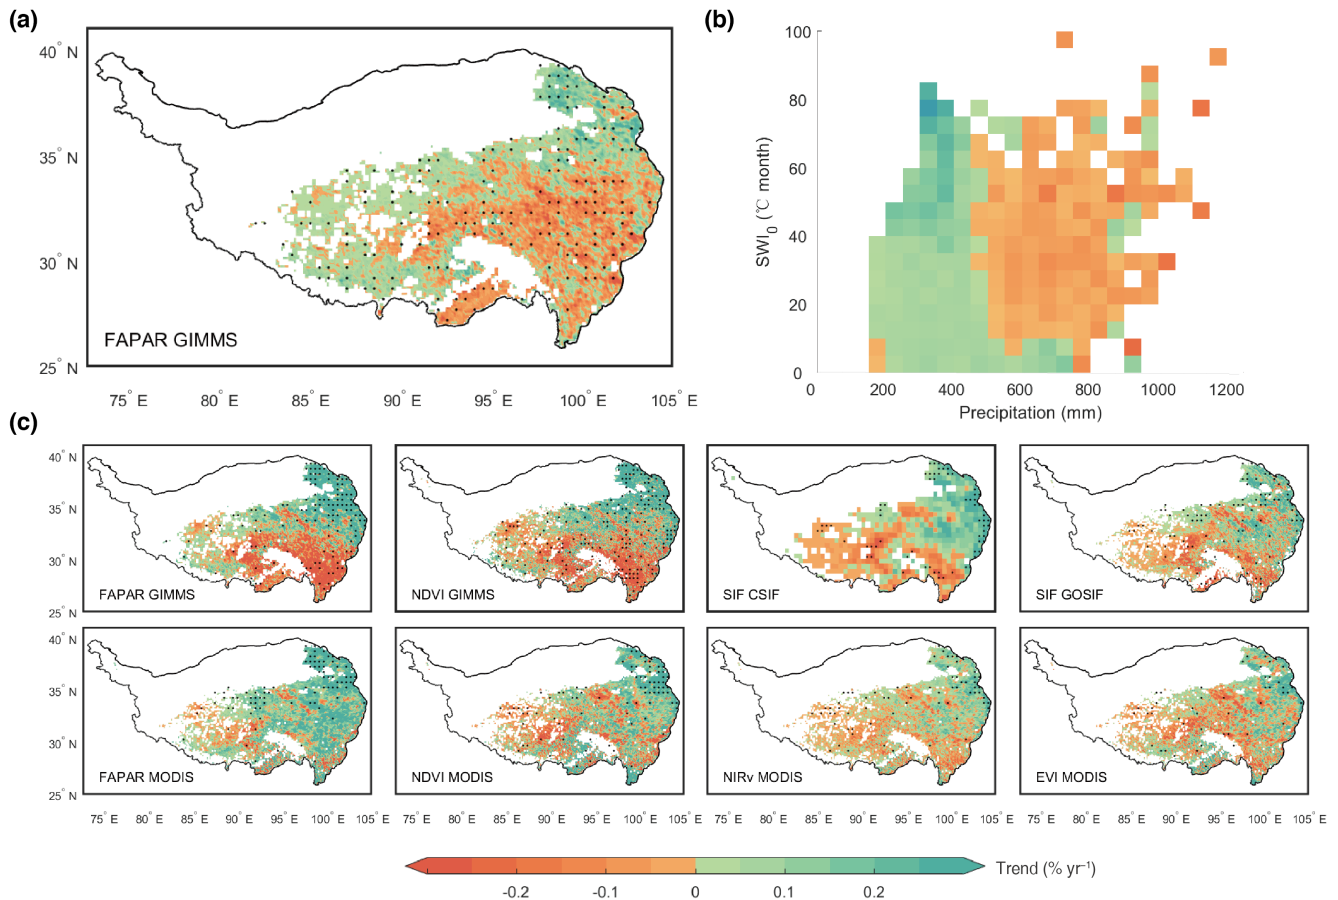 (a)
40° N
35° N
30° N
25° N
FAPAR GIMMS
75° E 80° E 85° E 90° E 95° E 100° E 105° E
(b)
100
80
60
40
20
0
SWI0 (℃ month)
0 200 400 600 800 1000 1200
Precipitation (mm)
(c)
40° N
35° N
30° N
25° N
FAPAR GIMMS
NDVI GIMMS
SIF CSIF
SIF GOSIF
40° N
35° N
30° N
25° N
FAPAR MODIS
NDVI MODIS
NIRv MODIS
EVI MODIS
75° E 80° E 85° E 90° E 95° E 100° E 105° E
75° E 80° E 85° E 90° E 95° E 100° E 105° E
75° E 80° E 85° E 90° E 95° E 100° E 105° E
75° E 80° E 85° E 90° E 95° E 100° E 105° E
Trend (% yr⁻¹)
-0.2 -0.1 0 0.1 0.2